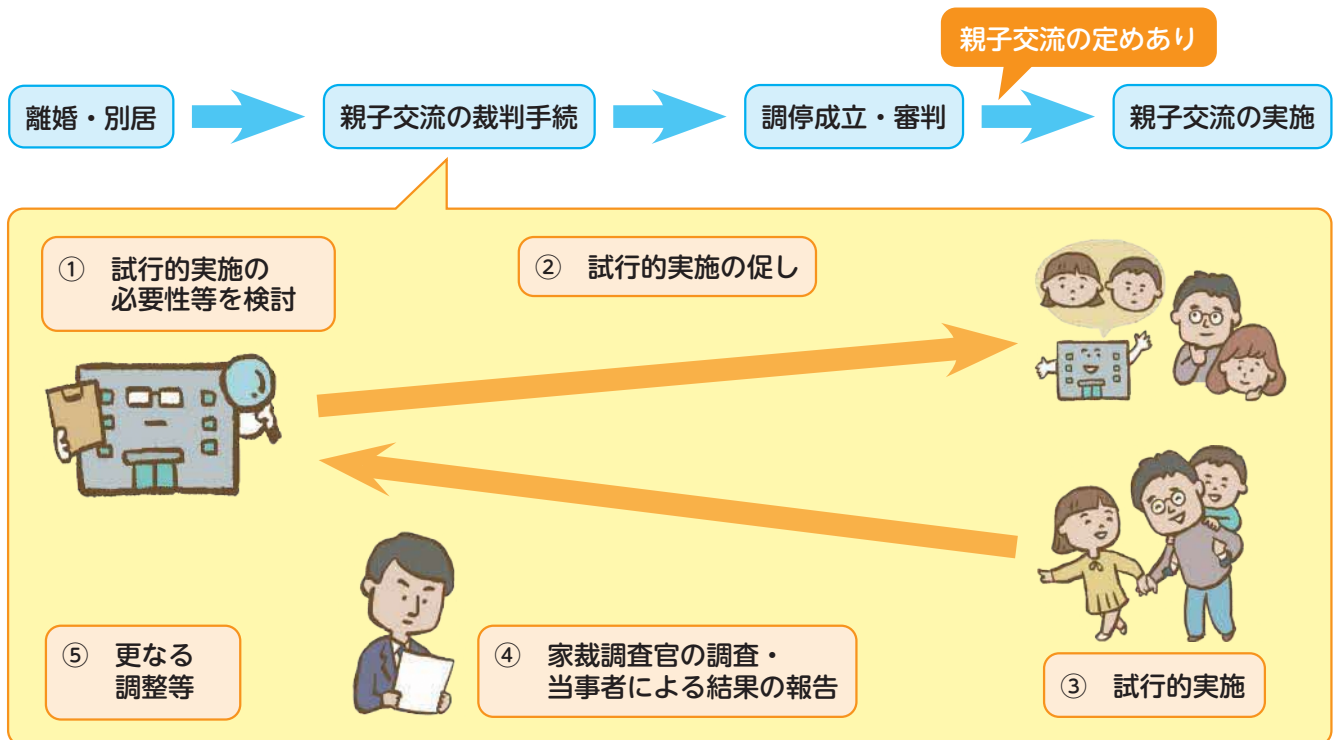 親子交流の定めあり
離婚・別居
親子交流の裁判手続
調停成立・審判
親子交流の実施
① 試行的実施の
必要性等を検討
② 試行的実施の促し
③ 試行的実施
④ 家裁調査官の調査・
当事者による結果の報告
⑤ 更なる
調整等